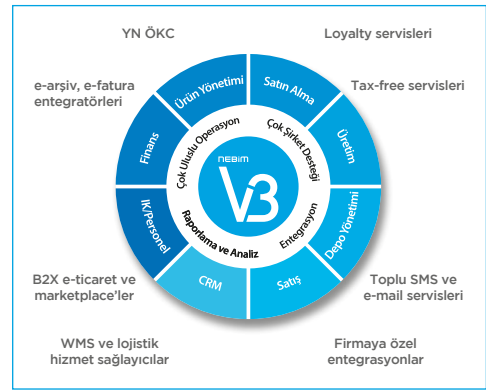 YN ÖKC
Loyalty servisleri
e-arşiv, e-fatura
entegratörleri
Tax-free servisleri
Ürün Yönetimi
Satın Alma
Finans
Üretim
Çok Uluslu Operasyon
Çok Şirket Desteği
NEBIM
V3
IK/Personel
Depo Yönetimi
Raporlama ve Analiz
Entegrasyon
CRM
Satış
B2X e-ticaret ve
marketplace'ler
Toplu SMS ve
e-mail servisleri
WMS ve lojistik
hizmet sağlayıcılar
Firmaya özel
entegrasyonlar